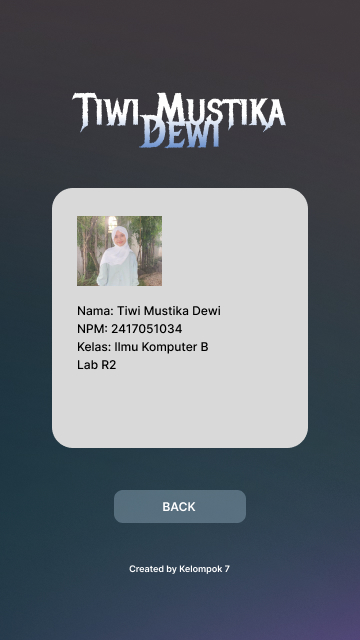 Tiwi Mustika
Dewi
Nama: Tiwi Mustika Dewi
NPM: 2417051034
Kelas: Ilmu Komputer B
Lab R2
BACK
Created by Kelompok 7